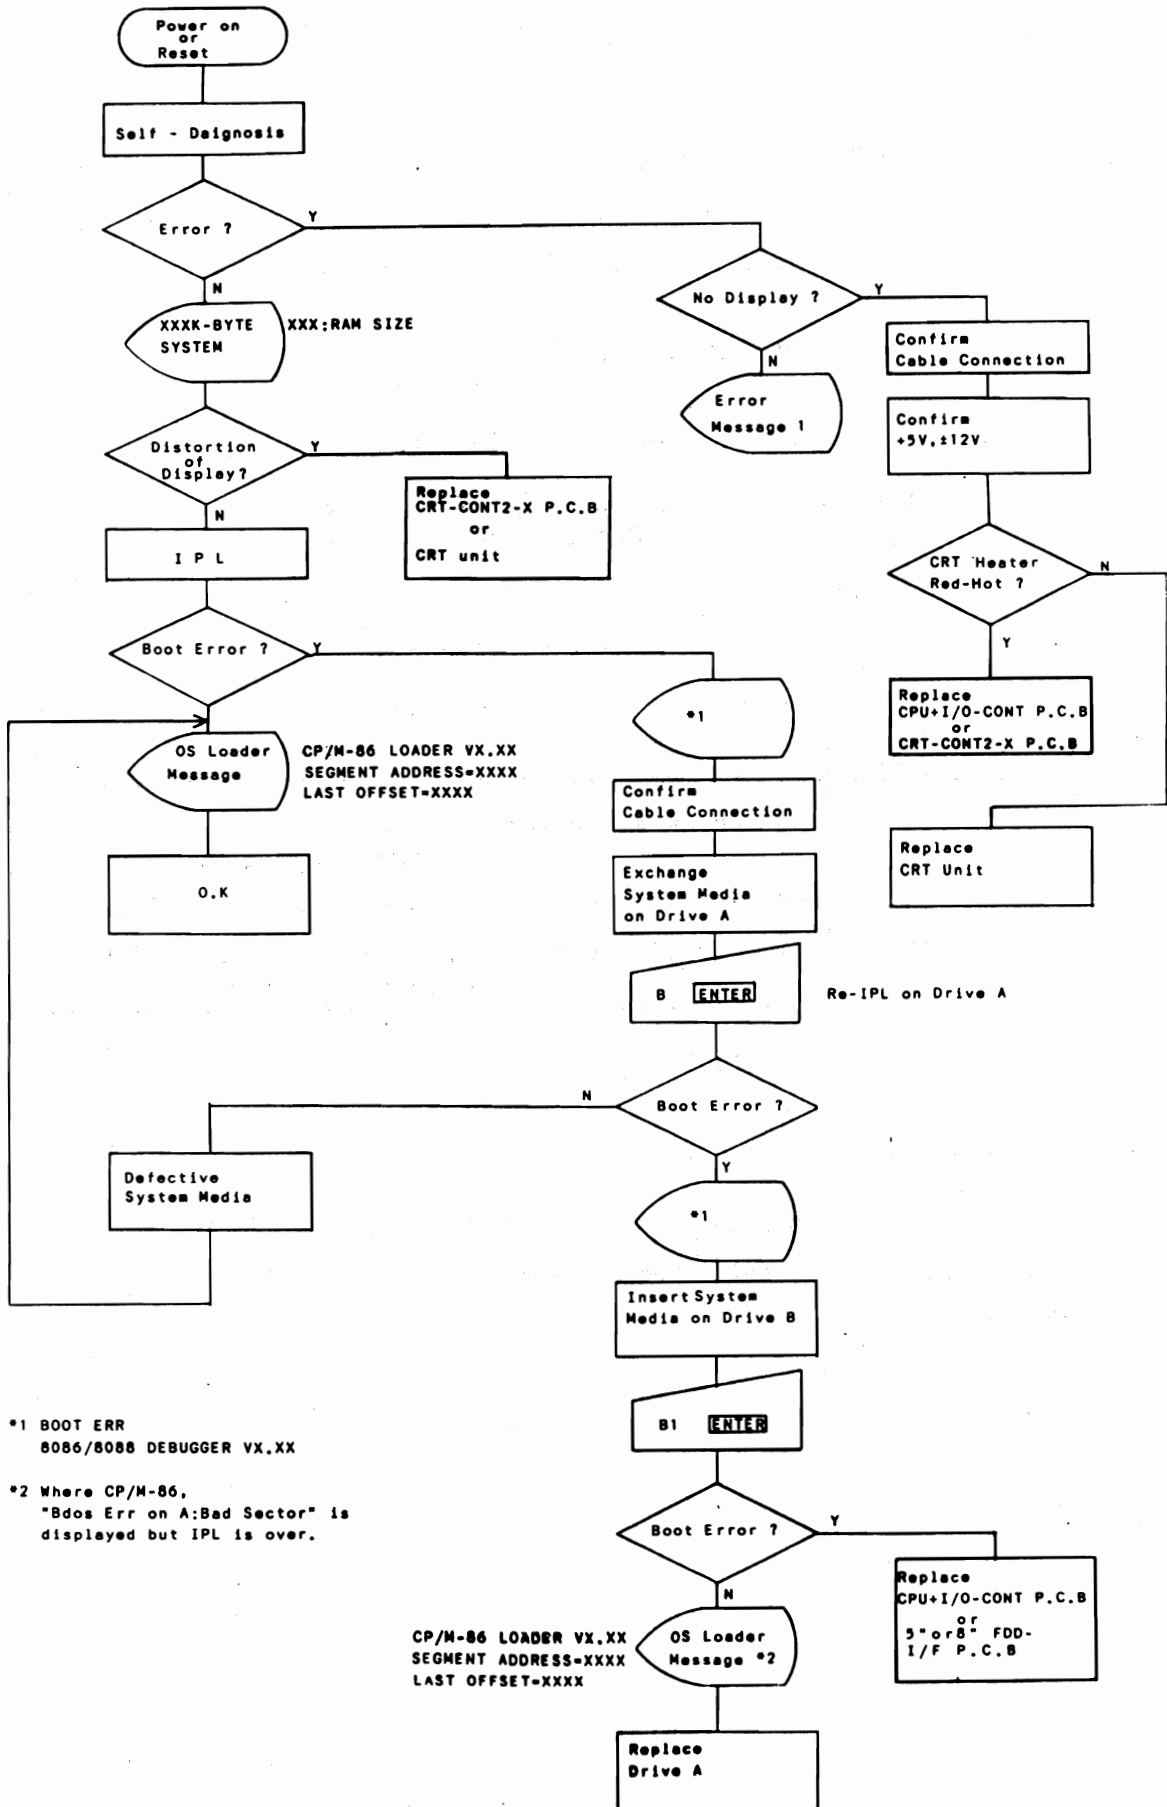 Power on
or
Reset
Self - Daignosis
Error ?
Y
N
No Display ?
Y
N
XXXK-BYTE
SYSTEM
XXX:RAM SIZE
Confirm
Cable Connection
Error
Message 1
Confirm
+5V,±12V
Distortion
of
Display?
Y
N
Replace
CRT-CONT2-X P.C.B
or
CRT unit
I P L
CRT Heater
Red-Hot ?
N
Y
Boot Error ?
Y
Replace
CPU+I/O-CONT P.C.B
or
CRT-CONT2-X P.C.B
*1
OS Loader
Message
CP/M-86 LOADER VX.XX
SEGMENT ADDRESS=XXXX
LAST OFFSET=XXXX
Confirm
Cable Connection
Replace
CRT Unit
O.K
Exchange
System Media
on Drive A
B ENTER
Re-IPL on Drive A
Boot Error ?
N
Y
Defective
System Media
*1
Insert System
Media on Drive B
B1 ENTER
*1 BOOT ERR
8086/8088 DEBUGGER VX.XX
*2 Where CP/M-86,
"Bdos Err on A:Bad Sector" is
displayed but IPL is over.
Boot Error ?
Y
N
Replace
CPU+I/O-CONT P.C.B
or
5"or8" FDD-
I/F P.C.B
CP/M-86 LOADER VX.XX
SEGMENT ADDRESS=XXXX
LAST OFFSET=XXXX
OS Loader
Message *2
Replace
Drive A